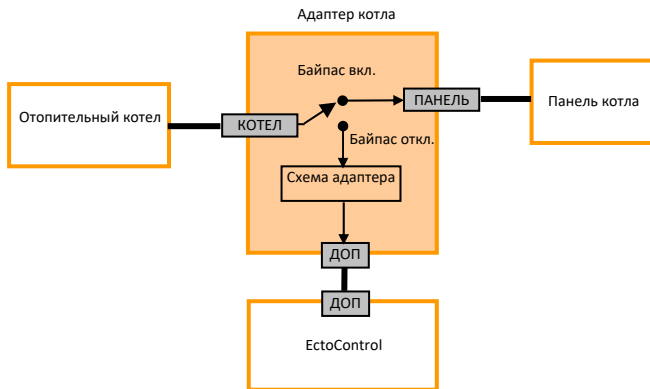 Адаптер котла
Байпас вкл.
Отопительный котел
КОТЕЛ
ПАНЕЛЬ
Панель котла
Байпас откл.
Схема адаптера
ДОП
ДОП
EctoControl